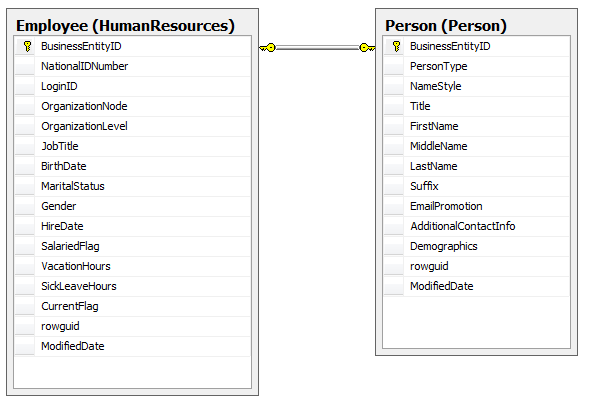 Employee (HumanResources)
BusinessEntityID
NationalIDNumber
LoginID
OrganizationNode
OrganizationLevel
JobTitle
BirthDate
MaritalStatus
Gender
HireDate
SalariedFlag
VacationHours
SickLeaveHours
CurrentFlag
rowguid
ModifiedDate
Person (Person)
BusinessEntityID
PersonType
NameStyle
Title
FirstName
MiddleName
LastName
Suffix
EmailPromotion
AdditionalContactInfo
Demographics
rowguid
ModifiedDate